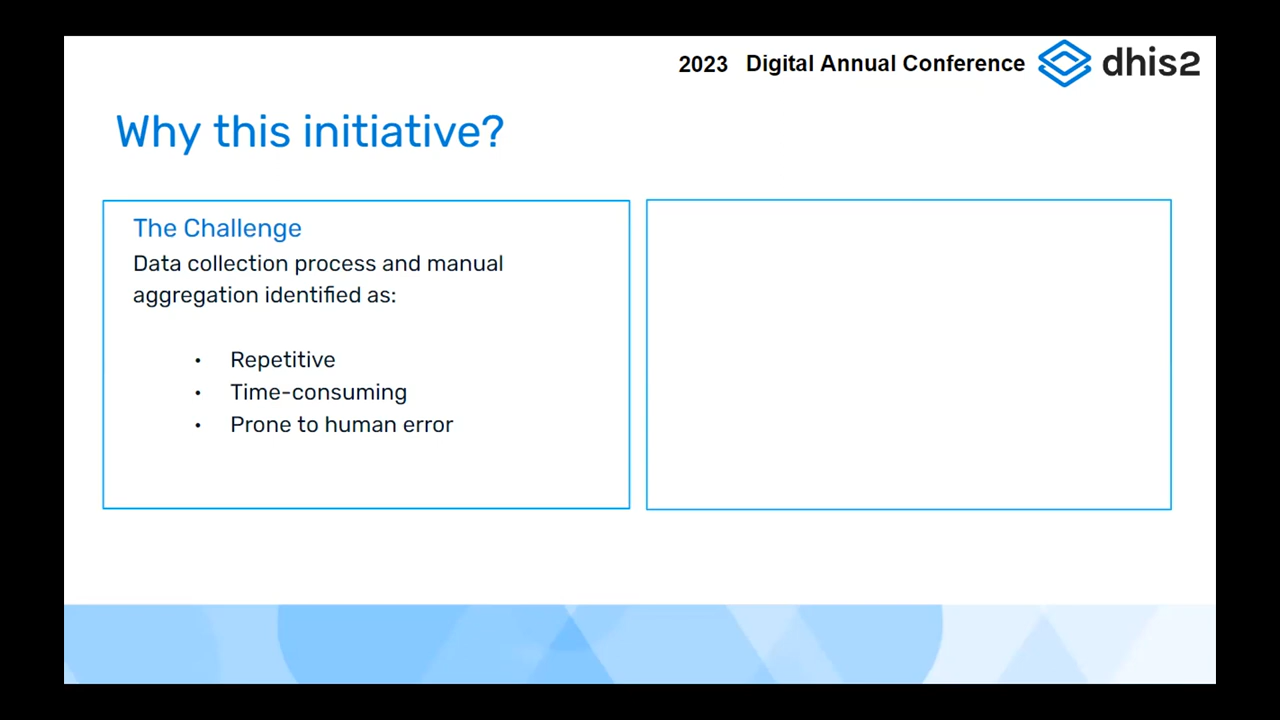 2023 Digital Annual Conference dhis2
Why this initiative?
The Challenge
Data collection process and manual
aggregation identified as:
• Repetitive
• Time-consuming
• Prone to human error